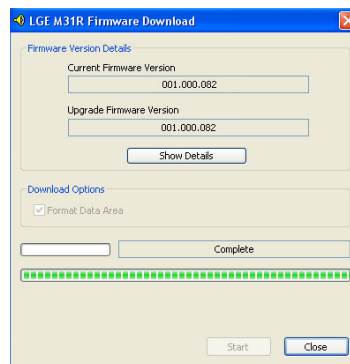 LGE M31R Firmware Download
Firmware Version Details
Current Firmware Version
001.000.082
Upgrade Firmware Version
001.000.082
Show Details
Download Options
Format Data Area
Complete
Start
Close